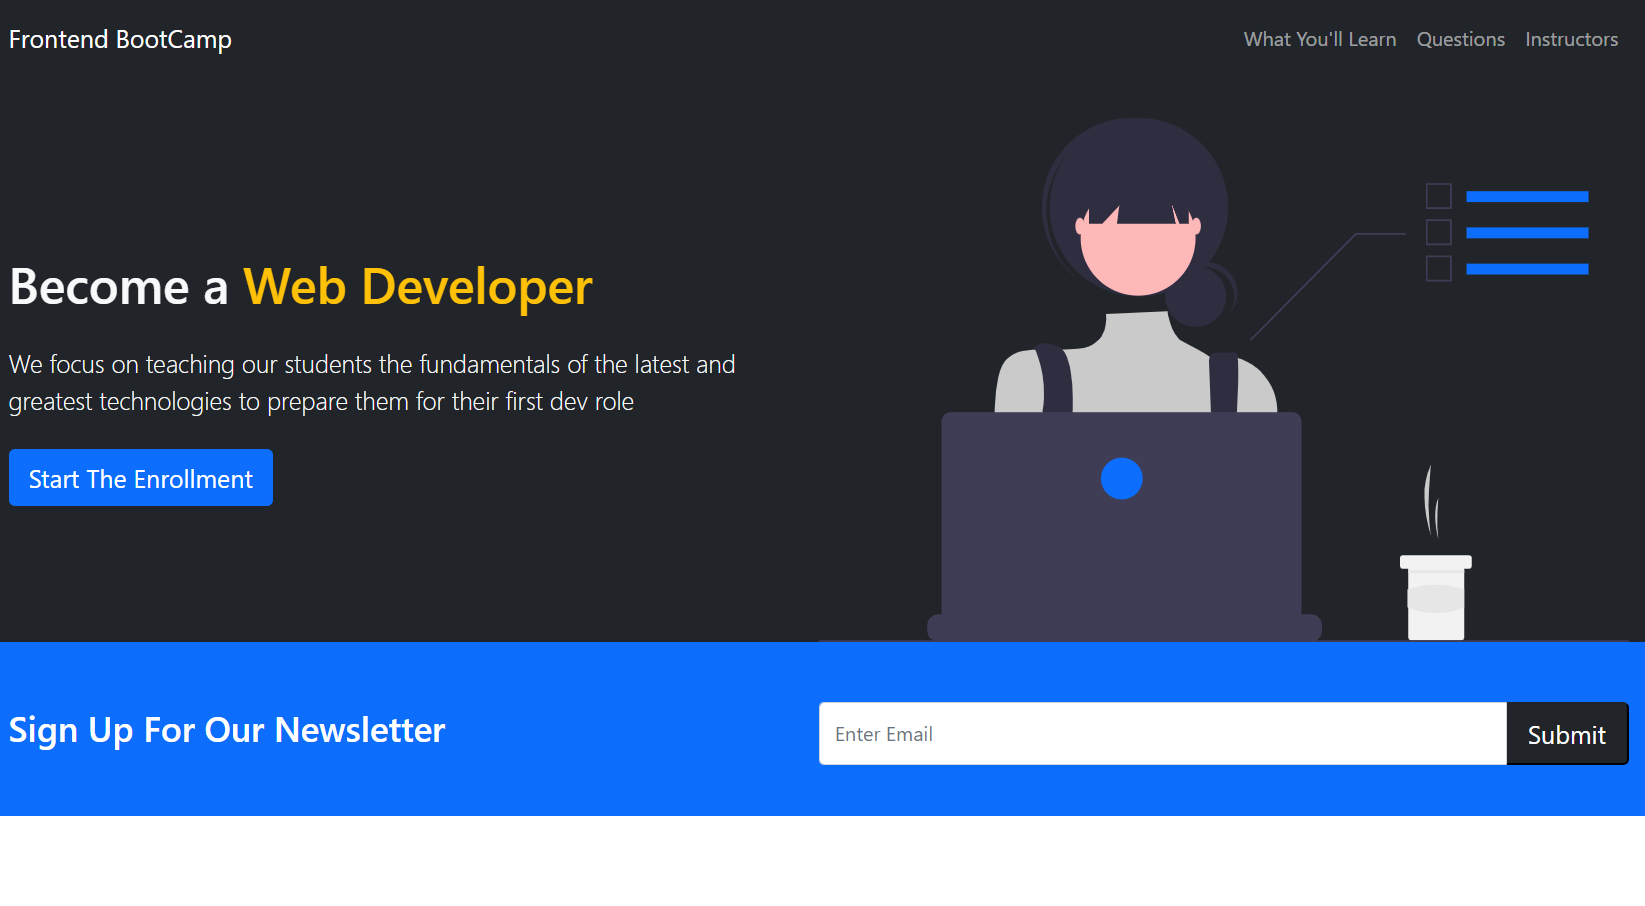 Frontend BootCamp
What You'll Learn
Questions
Instructors
Become a Web Developer
We focus on teaching our students the fundamentals of the latest and
greatest technologies to prepare them for their first dev role
Start The Enrollment
Sign Up For Our Newsletter
Enter Email
Submit